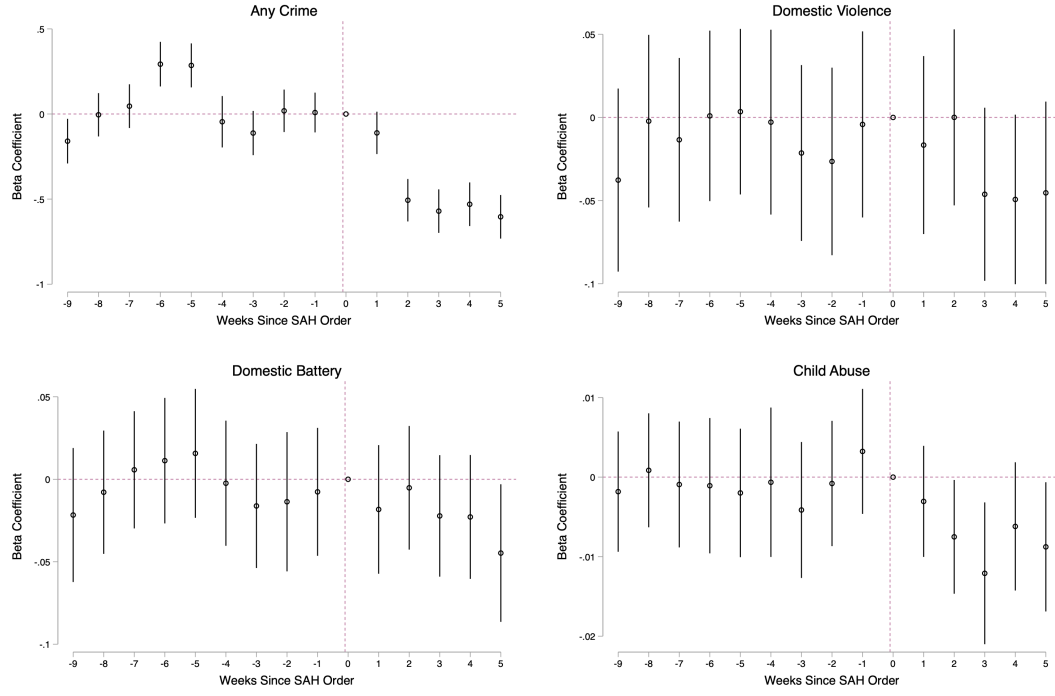 Any Crime
Beta Coefficient
.5
0
-.5
-1
-9 -8 -7 -6 -5 -4 -3 -2 -1 0 1 2 3 4 5
Weeks Since SAH Order
Domestic Violence
Beta Coefficient
.05
0
-.05
-.1
-9 -8 -7 -6 -5 -4 -3 -2 -1 0 1 2 3 4 5
Weeks Since SAH Order
Domestic Battery
Beta Coefficient
.05
0
-.05
-.1
-9 -8 -7 -6 -5 -4 -3 -2 -1 0 1 2 3 4 5
Weeks Since SAH Order
Child Abuse
Beta Coefficient
.01
0
-.01
-.02
-9 -8 -7 -6 -5 -4 -3 -2 -1 0 1 2 3 4 5
Weeks Since SAH Order